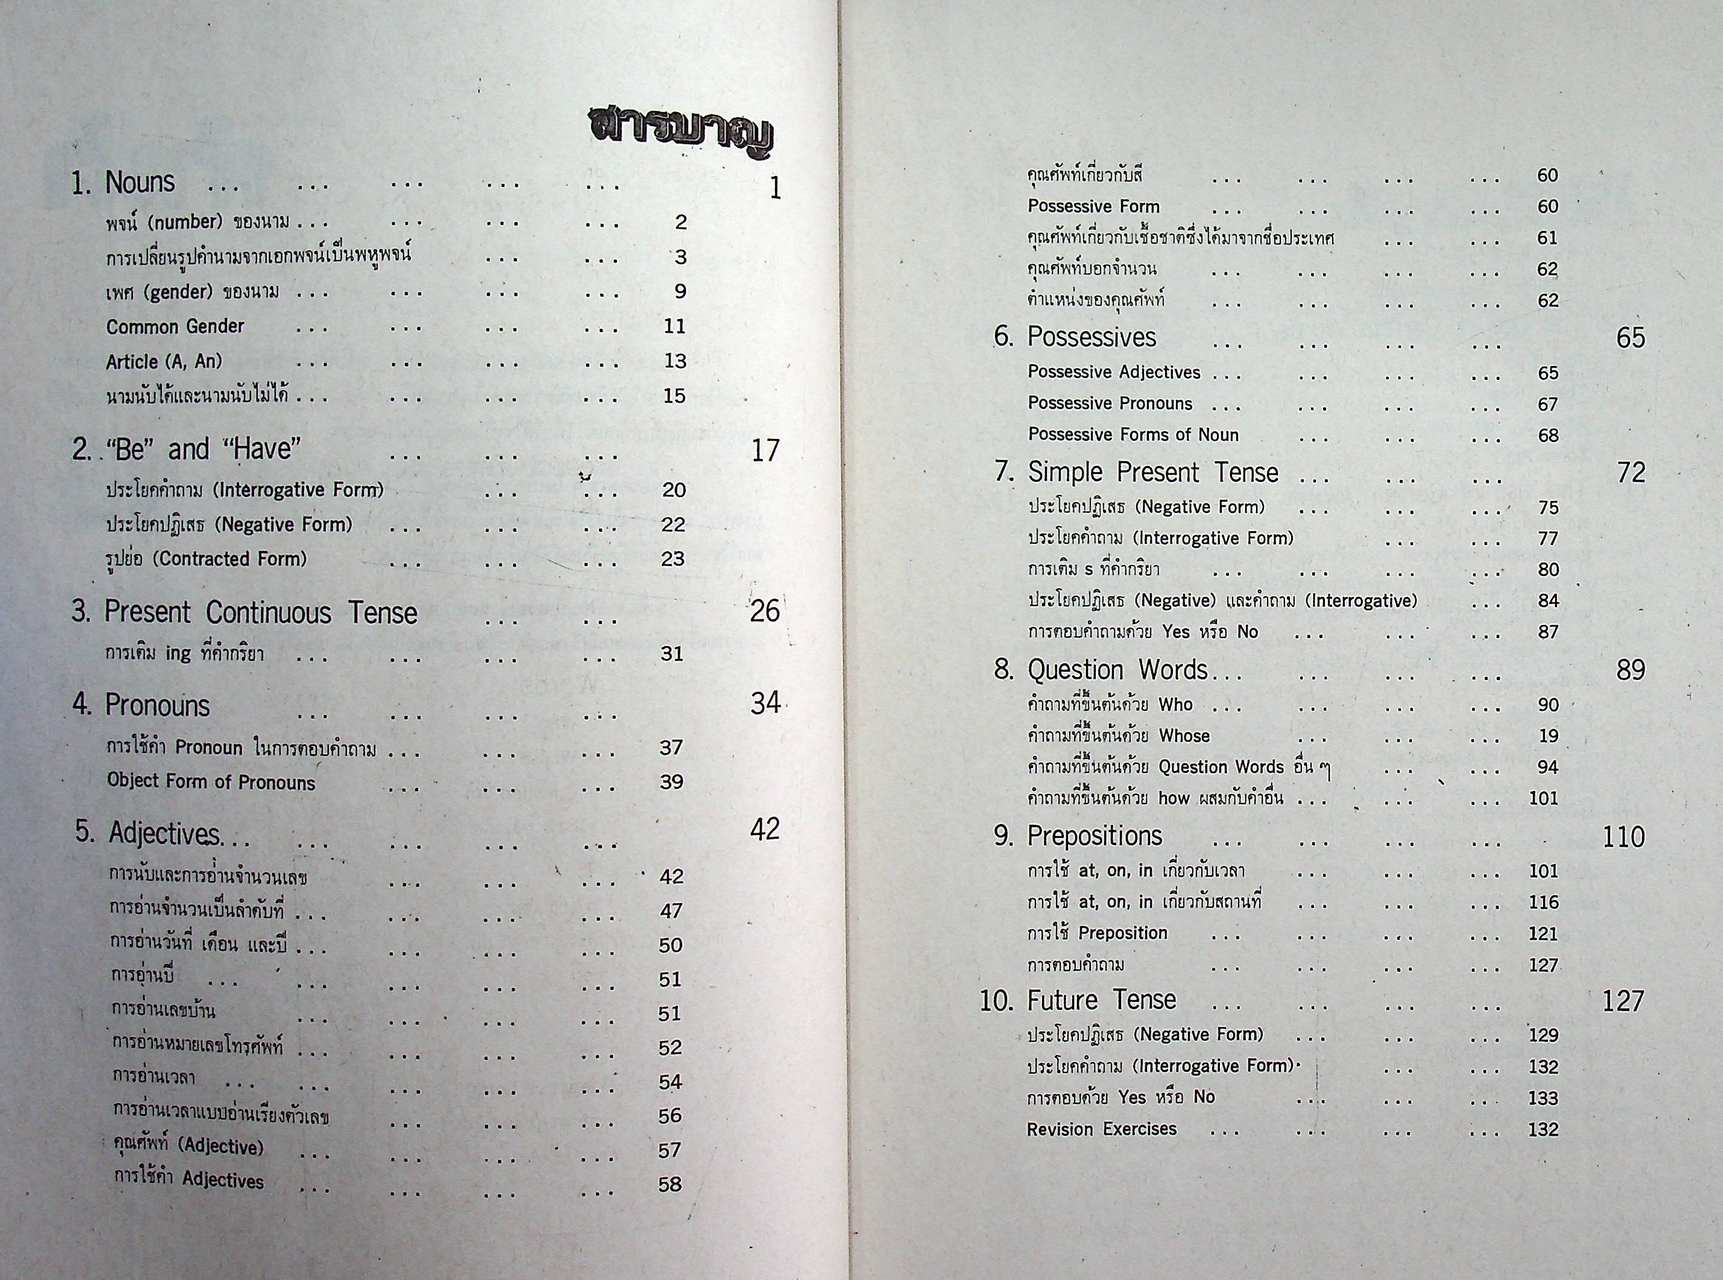 สารบาญ
1. Nouns ... ... ... ... ... 1
พจน์ (number) ของนาม ... ... ... ... 2
การเปลี่ยนรูปคำนามจากเอกพจน์เป็นพหูพจน์ ... ... 3
เพศ (gender) ของนาม ... ... ... ... 9
Common Gender ... ... ... ... 11
Article (A, An) ... ... ... ... 13
นามนับได้และนามนับไม่ได้ ... ... ... ... 15
2. "Be" and "Have" ... ... ... 17
ประโยคคำถาม (Interrogative Form) ... ... 20
ประโยคปฏิเสธ (Negative Form) ... ... ... 22
รูปย่อ (Contracted Form) ... ... ... 23
3. Present Continuous Tense ... ... 26
การเติม ing ที่คำกริยา ... ... ... ... 31
4. Pronouns ... ... ... ... 34
การใช้คำ Pronoun ในการตอบคำถาม ... ... ... 37
Object Form of Pronouns ... ... ... 39
5. Adjectives... ... ... ... ... 42
การนับและการอ่านจำนวนเลข ... ... ... 42
การอ่านจำนวนเป็นลำดับที่ ... ... ... ... 47
การอ่านวันที่ เดือน และปี ... ... ... ... 50
การอ่านปี ... ... ... ... ... 51
การอ่านเลขบ้าน ... ... ... ... 51
การอ่านหมายเลขโทรศัพท์ ... ... ... ... 52
การอ่านเวลา ... ... ... ... ... 54
การอ่านเวลาแบบอ่านเรียงตัวเลข ... ... ... 56
คุณศัพท์ (Adjective) ... ... ... ... 57
การใช้คำ Adjectives ... ... ... ... 58
คุณศัพท์เกี่ยวกับสี ... ... ... ... 60
Possessive Form ... ... ... ... 60
คุณศัพท์เกี่ยวกับเชื้อชาติซึ่งได้มาจากชื่อประเทศ ... ... 61
คุณศัพท์บอกจำนวน ... ... ... ... 62
ตำแหน่งของคุณศัพท์ ... ... ... ... 62
6. Possessives ... ... ... ... 65
Possessive Adjectives ... ... ... ... 65
Possessive Pronouns ... ... ... ... 67
Possessive Forms of Noun ... ... ... 68
7. Simple Present Tense ... ... ... 72
ประโยคปฏิเสธ (Negative Form) ... ... ... 75
ประโยคคำถาม (Interrogative Form) ... ... 77
การเติม s ที่คำกริยา ... ... ... ... 80
ประโยคปฏิเสธ (Negative) และคำถาม (Interrogative) ... 84
การตอบคำถามด้วย Yes หรือ No ... ... ... 87
8. Question Words... ... ... ... 89
คำถามที่ขึ้นต้นด้วย Who ... ... ... ... 90
คำถามที่ขึ้นต้นด้วย Whose ... ... ... 19
คำถามที่ขึ้นต้นด้วย Question Words อื่น ๆ ... ... 94
คำถามที่ขึ้นต้นด้วย how ผสมกับคำอื่น ... ... ... 101
9. Prepositions ... ... ... ... 110
การใช้ at, on, in เกี่ยวกับเวลา ... ... ... 101
การใช้ at, on, in เกี่ยวกับสถานที่ ... ... ... 116
การใช้ Preposition ... ... ... ... 121
การตอบคำถาม ... ... ... ... 127
10. Future Tense ... ... ... ... 127
ประโยคปฏิเสธ (Negative Form) ... ... ... 129
ประโยคคำถาม (Interrogative Form) ... ... 132
การตอบด้วย Yes หรือ No ... ... ... 133
Revision Exercises ... ... ... ... 132